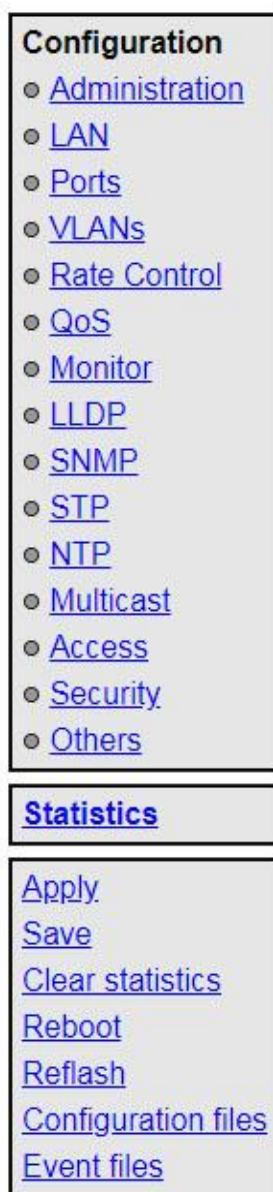 Configuration
Administration
LAN
Ports
VLANs
Rate Control
QoS
Monitor
LLDP
SNMP
STP
NTP
Multicast
Access
Security
Others
Statistics
Apply
Save
Clear statistics
Reboot
Reflash
Configuration files
Event files